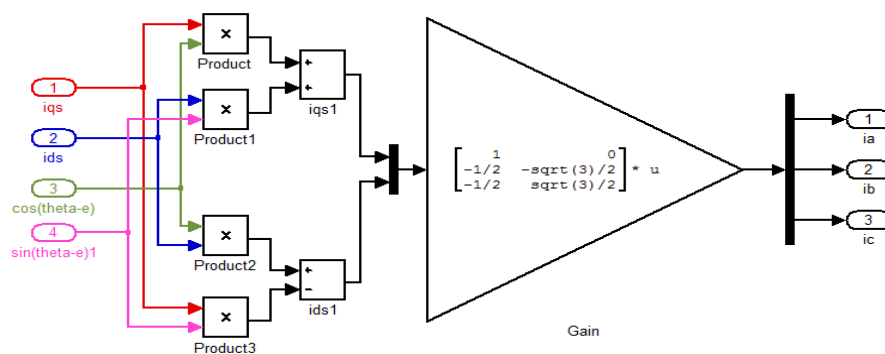 ×
Product
1
iqs
×
Product1
+
+
iqs1
2
ids
3
cos(theta-e)
4
sin(theta-e)1
×
Product2
×
Product3
+
−
ids1
1 0
-1/2 -sqrt(3)/2 * u
-1/2 sqrt(3)/2
Gain
1
ia
2
ib
3
ic